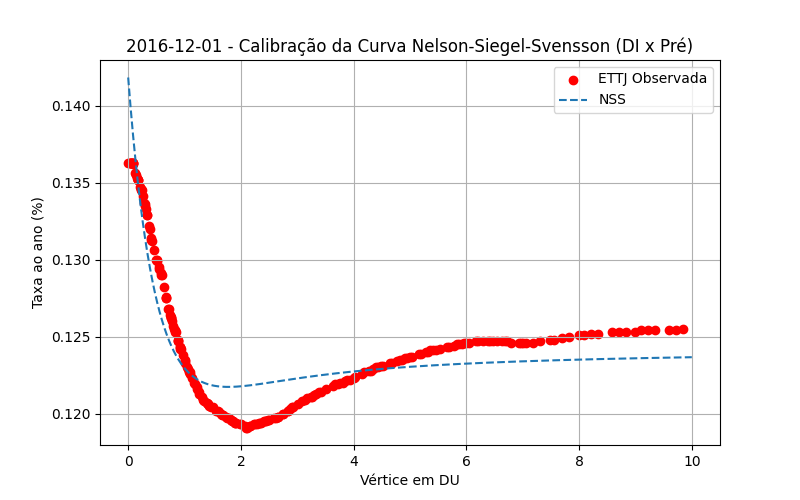 2016-12-01 - Calibração da Curva Nelson-Siegel-Svensson (DI x Pré)
ETTJ Observada
NSS
Taxa ao ano (%)
0.140
0.135
0.130
0.125
0.120
0 2 4 6 8 10
Vértice em DU